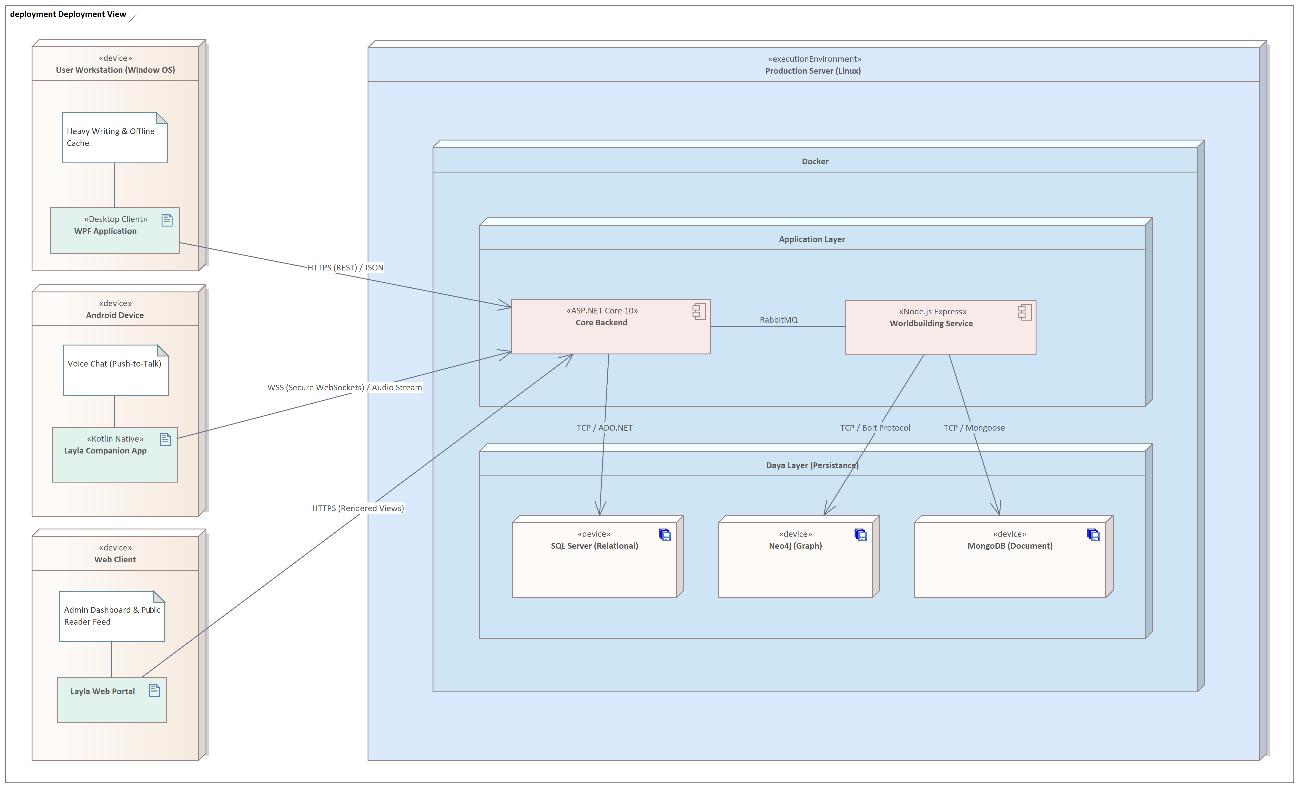 deployment Deployment View
«device»
User Workstation (Window OS)
Heavy Writing & Offline
Cache
«Desktop Client»
WPF Application
«device»
Android Device
Voice Chat (Push-to-Talk)
«Kotlin Native»
Layla Companion App
«device»
Web Client
Admin Dashboard & Public
Reader Feed
Layla Web Portal
HTTPS (REST) / JSON
WSS (Secure WebSockets) / Audio Stream
HTTPS (Rendered Views)
«executionEnvironment»
Production Server (Linux)
Docker
Application Layer
«ASP.NET Core 10»
Core Backend
RabbitMQ
«Node.js Express»
Worldbuilding Service
TCP / ADO.NET
TCP / Bolt Protocol
TCP / Mongoose
Daya Layer (Persistance)
«device»
SQL Server (Relational)
«device»
Neo4j (Graph)
«device»
MongoDB (Document)